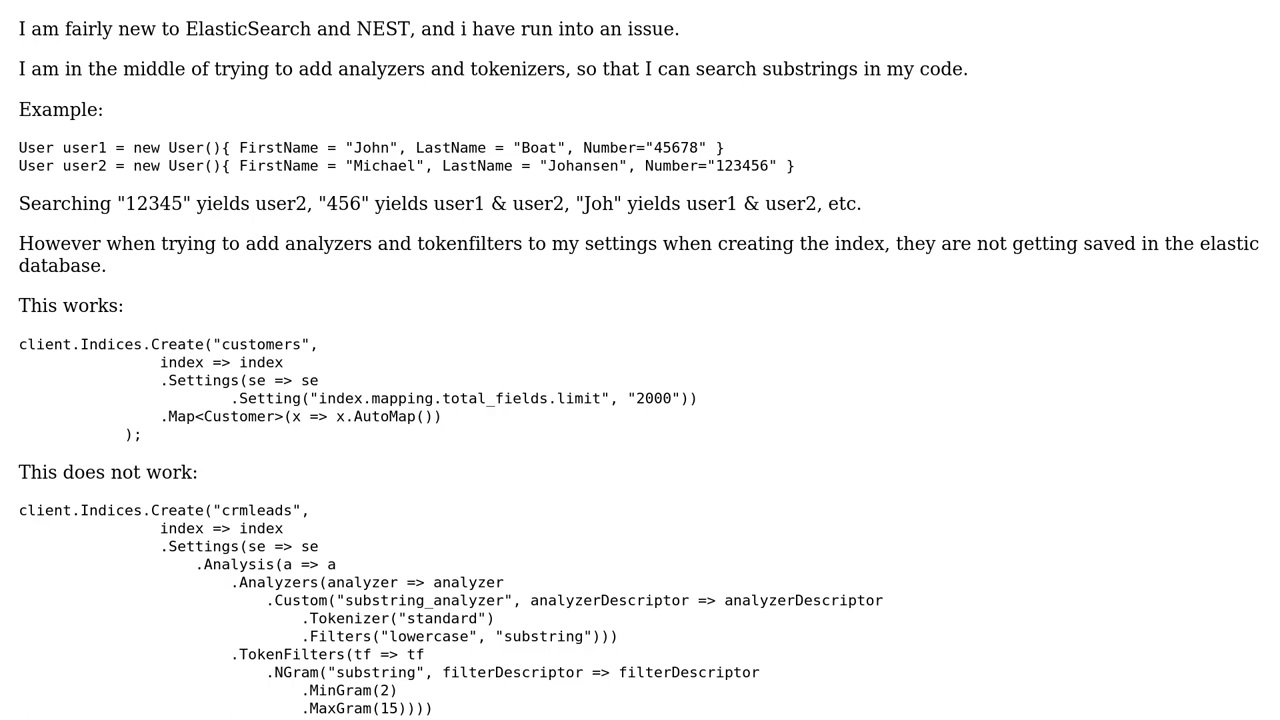 I am fairly new to ElasticSearch and NEST, and i have run into an issue.
I am in the middle of trying to add analyzers and tokenizers, so that I can search substrings in my code.
Example:
User user1 = new User(){ FirstName = "John", LastName = "Boat", Number="45678" }
User user2 = new User(){ FirstName = "Michael", LastName = "Johansen", Number="123456" }
Searching "12345" yields user2, "456" yields user1 & user2, "Joh" yields user1 & user2, etc.
However when trying to add analyzers and tokenfilters to my settings when creating the index, they are not getting saved in the elastic
database.
This works:
client.Indices.Create("customers",
                index => index
                .Settings(se => se
                        .Setting("index.mapping.total_fields.limit", "2000"))
                .Map<Customer>(x => x.AutoMap())
            );
This does not work:
client.Indices.Create("crmleads",
                index => index
                .Settings(se => se
                    .Analysis(a => a
                        .Analyzers(analyzer => analyzer
                            .Custom("substring_analyzer", analyzerDescriptor => analyzerDescriptor
                                .Tokenizer("standard")
                                .Filters("lowercase", "substring")))
                        .TokenFilters(tf => tf
                            .NGram("substring", filterDescriptor => filterDescriptor
                                .MinGram(2)
                                .MaxGram(15))))